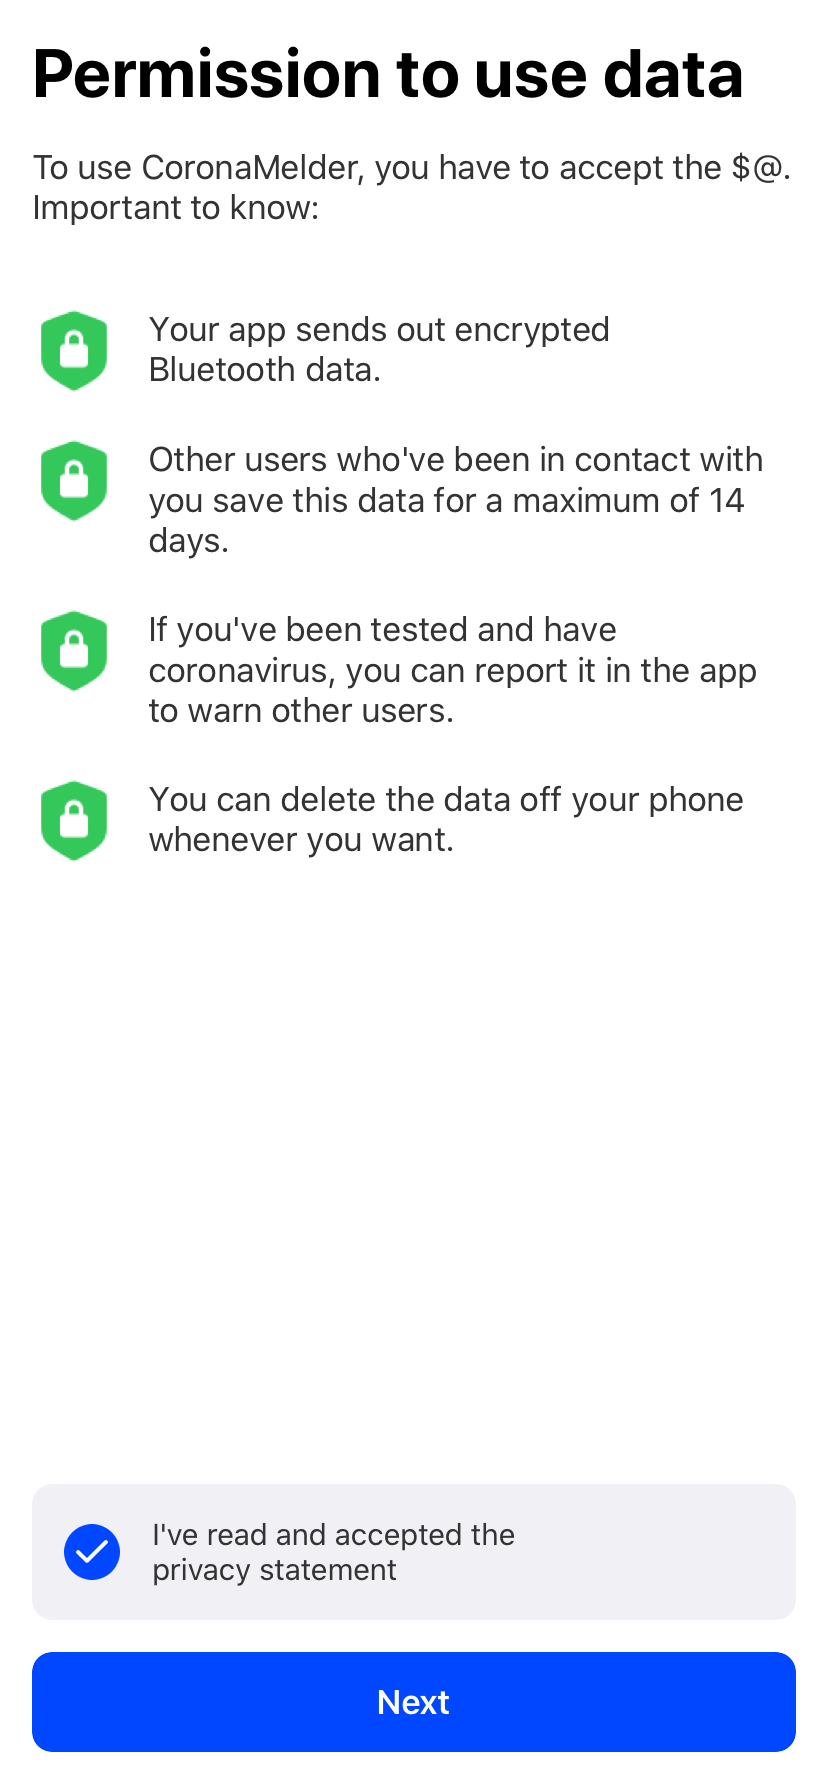 Permission to use data
To use CoronaMelder, you have to accept the $@.
Important to know:
Your app sends out encrypted
Bluetooth data.
Other users who've been in contact with
you save this data for a maximum of 14
days.
If you've been tested and have
coronavirus, you can report it in the app
to warn other users.
You can delete the data off your phone
whenever you want.
I've read and accepted the
privacy statement
Next